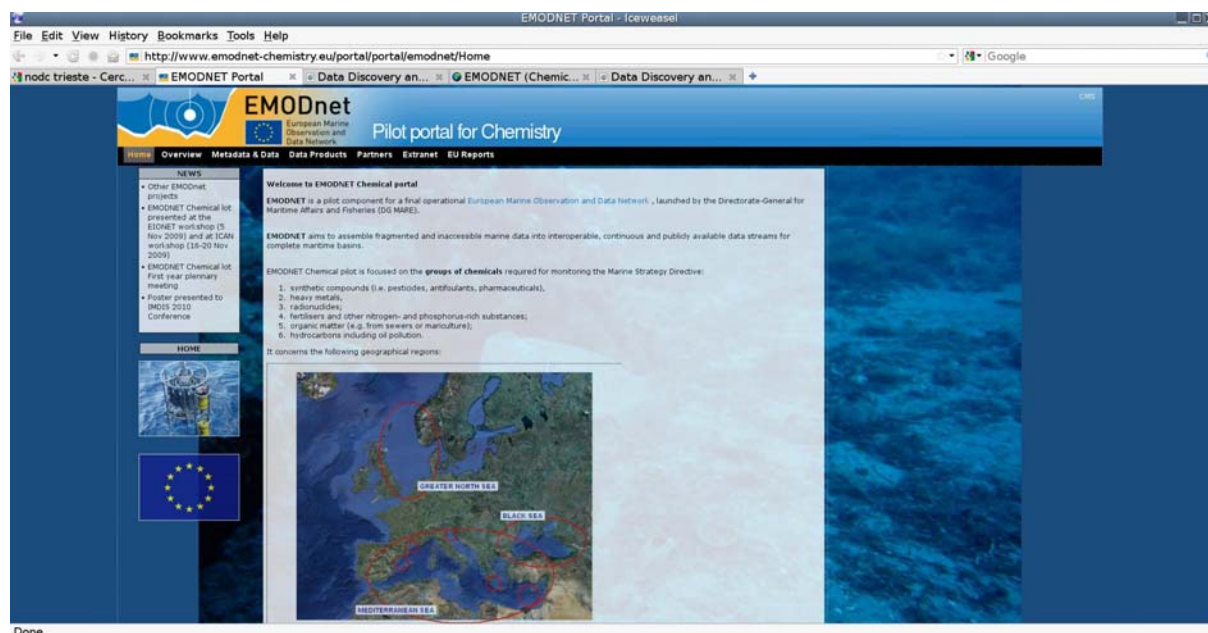 EMODNET Portal - Iceweasel
File Edit View History Bookmarks Tools Help
http://www.emodnet-chemistry.eu/portal/portal/emodnet/Home
Google
nodc trieste - Cerc...
EMODNET Portal
Data Discovery an...
EMODNET (Chemic...
Data Discovery an...
CMS
EMODnet
European Marine
Observation and
Data Network
Pilot portal for Chemistry
Home Overview Metadata & Data Data Products Partners Extranet EU Reports
NEWS
• Other EMODnet
projects
• EMODNET Chemical lot
presented at the
EIONET workshop (5
Nov 2009) and at ICAN
workshop (16-20 Nov
2009)
• EMODNET Chemical lot
First year plennary
meeting
• Poster presented to
IMDIS 2010
Conference
HOME
Welcome to EMODNET Chemical portal
EMODNET is a pilot component for a final operational European Marine Observation and Data Network , launched by the Directorate-General for
Maritime Affairs and Fisheries (DG MARE).
EMODNET aims to assemble fragmented and inaccessible marine data into interoperable, continuous and publicly available data streams for
complete maritime basins.
EMODNET Chemical pilot is focused on the groups of chemicals required for monitoring the Marine Strategy Directive:
1. synthetic compounds (i.e. pesticides, antifoulants, pharmaceuticals),
2. heavy metals,
3. radionuclides;
4. fertilisers and other nitrogen- and phosphorus-rich substances;
5. organic matter (e.g. from sewers or mariculture);
6. hydrocarbons including oil pollution.
It concerns the following geographical regions:
GREATER NORTH SEA
BLACK SEA
MEDITERRANEAN SEA
Done